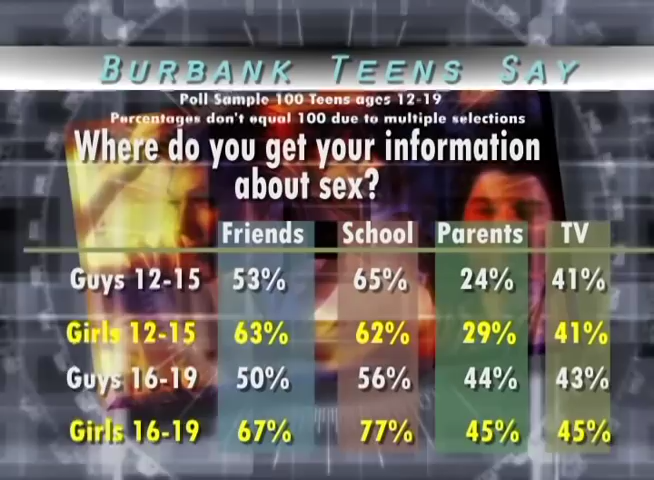 BURBANK TEENS SAY
Poll Sample 100 Teens ages 12-19
Percentages don't equal 100 due to multiple selections
Where do you get your information
about sex?
Friends School Parents TV
Guys 12-15 53% 65% 24% 41%
Girls 12-15 63% 62% 29% 41%
Guys 16-19 50% 56% 44% 43%
Girls 16-19 67% 77% 45% 45%